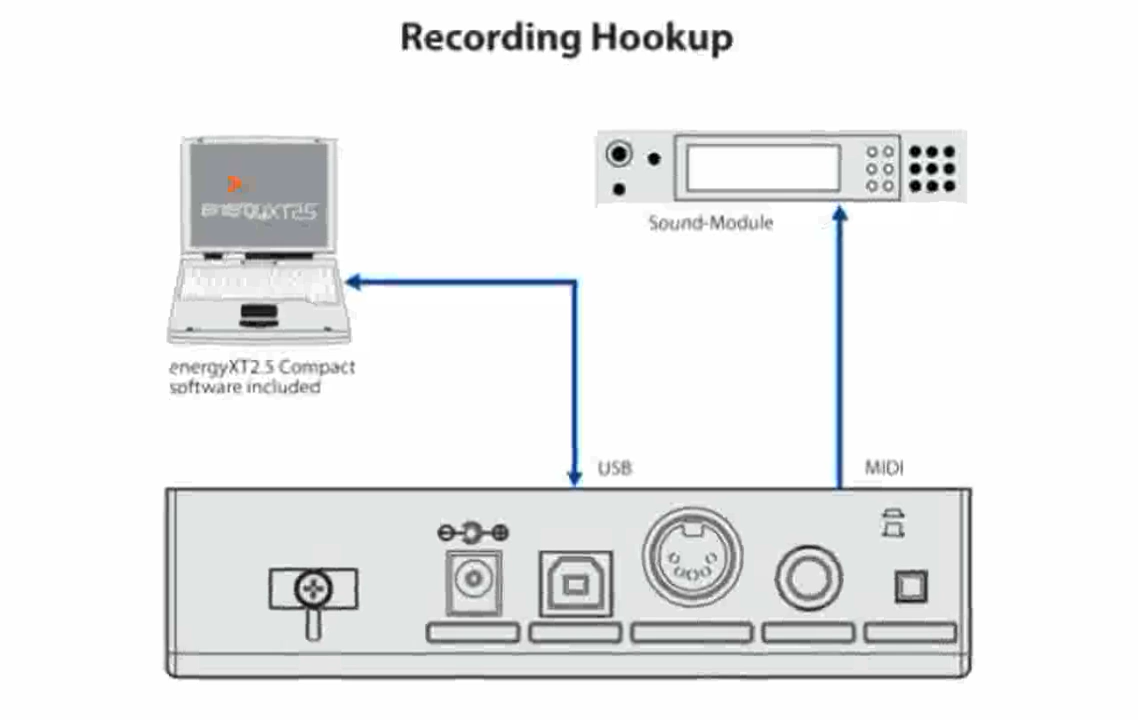 Recording Hookup
energyXT2.5
Sound-Module
energyXT2.5 Compact
software included
USB
MIDI